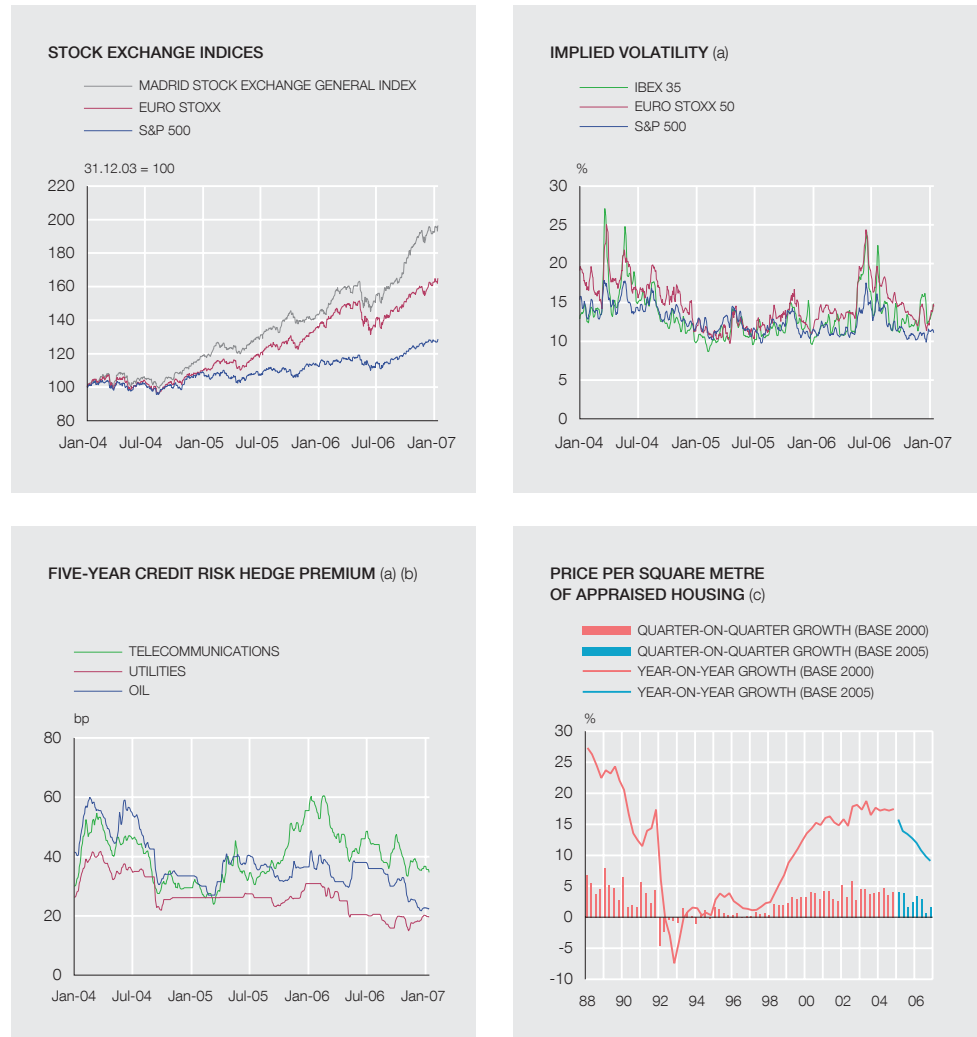 STOCK EXCHANGE INDICES
MADRID STOCK EXCHANGE GENERAL INDEX
EURO STOXX
S&P 500
31.12.03 = 100
220
200
180
160
140
120
100
80
Jan-04 Jul-04 Jan-05 Jul-05 Jan-06 Jul-06 Jan-07
IMPLIED VOLATILITY (a)
IBEX 35
EURO STOXX 50
S&P 500
%
30
25
20
15
10
5
0
Jan-04 Jul-04 Jan-05 Jul-05 Jan-06 Jul-06 Jan-07
FIVE-YEAR CREDIT RISK HEDGE PREMIUM (a) (b)
TELECOMMUNICATIONS
UTILITIES
OIL
bp
80
60
40
20
0
Jan-04 Jul-04 Jan-05 Jul-05 Jan-06 Jul-06 Jan-07
PRICE PER SQUARE METRE
OF APPRAISED HOUSING (c)
QUARTER-ON-QUARTER GROWTH (BASE 2000)
QUARTER-ON-QUARTER GROWTH (BASE 2005)
YEAR-ON-YEAR GROWTH (BASE 2000)
YEAR-ON-YEAR GROWTH (BASE 2005)
%
30
25
20
15
10
5
0
-5
-10
88 90 92 94 96 98 00 02 04 06